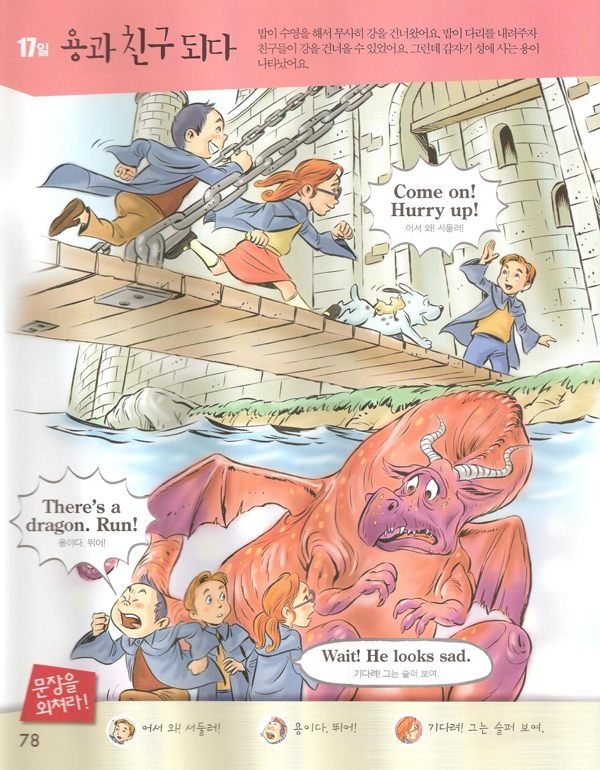 17일 용과 친구 되다
밥이 수영을 해서 무사히 강을 건너왔어요. 밥이 다리를 내려주자
친구들이 강을 건너올 수 있었어요. 그런데 갑자기 성에 사는 용이
나타났어요.
Come on!
Hurry up!
어서 와! 서둘러!
There's a
dragon. Run!
용이다. 뛰어!
Wait! He looks sad.
기다려! 그는 슬퍼 보여.
문장을
외쳐라!
어서 와! 서둘러!
용이다. 뛰어!
기다려! 그는 슬퍼 보여.
78